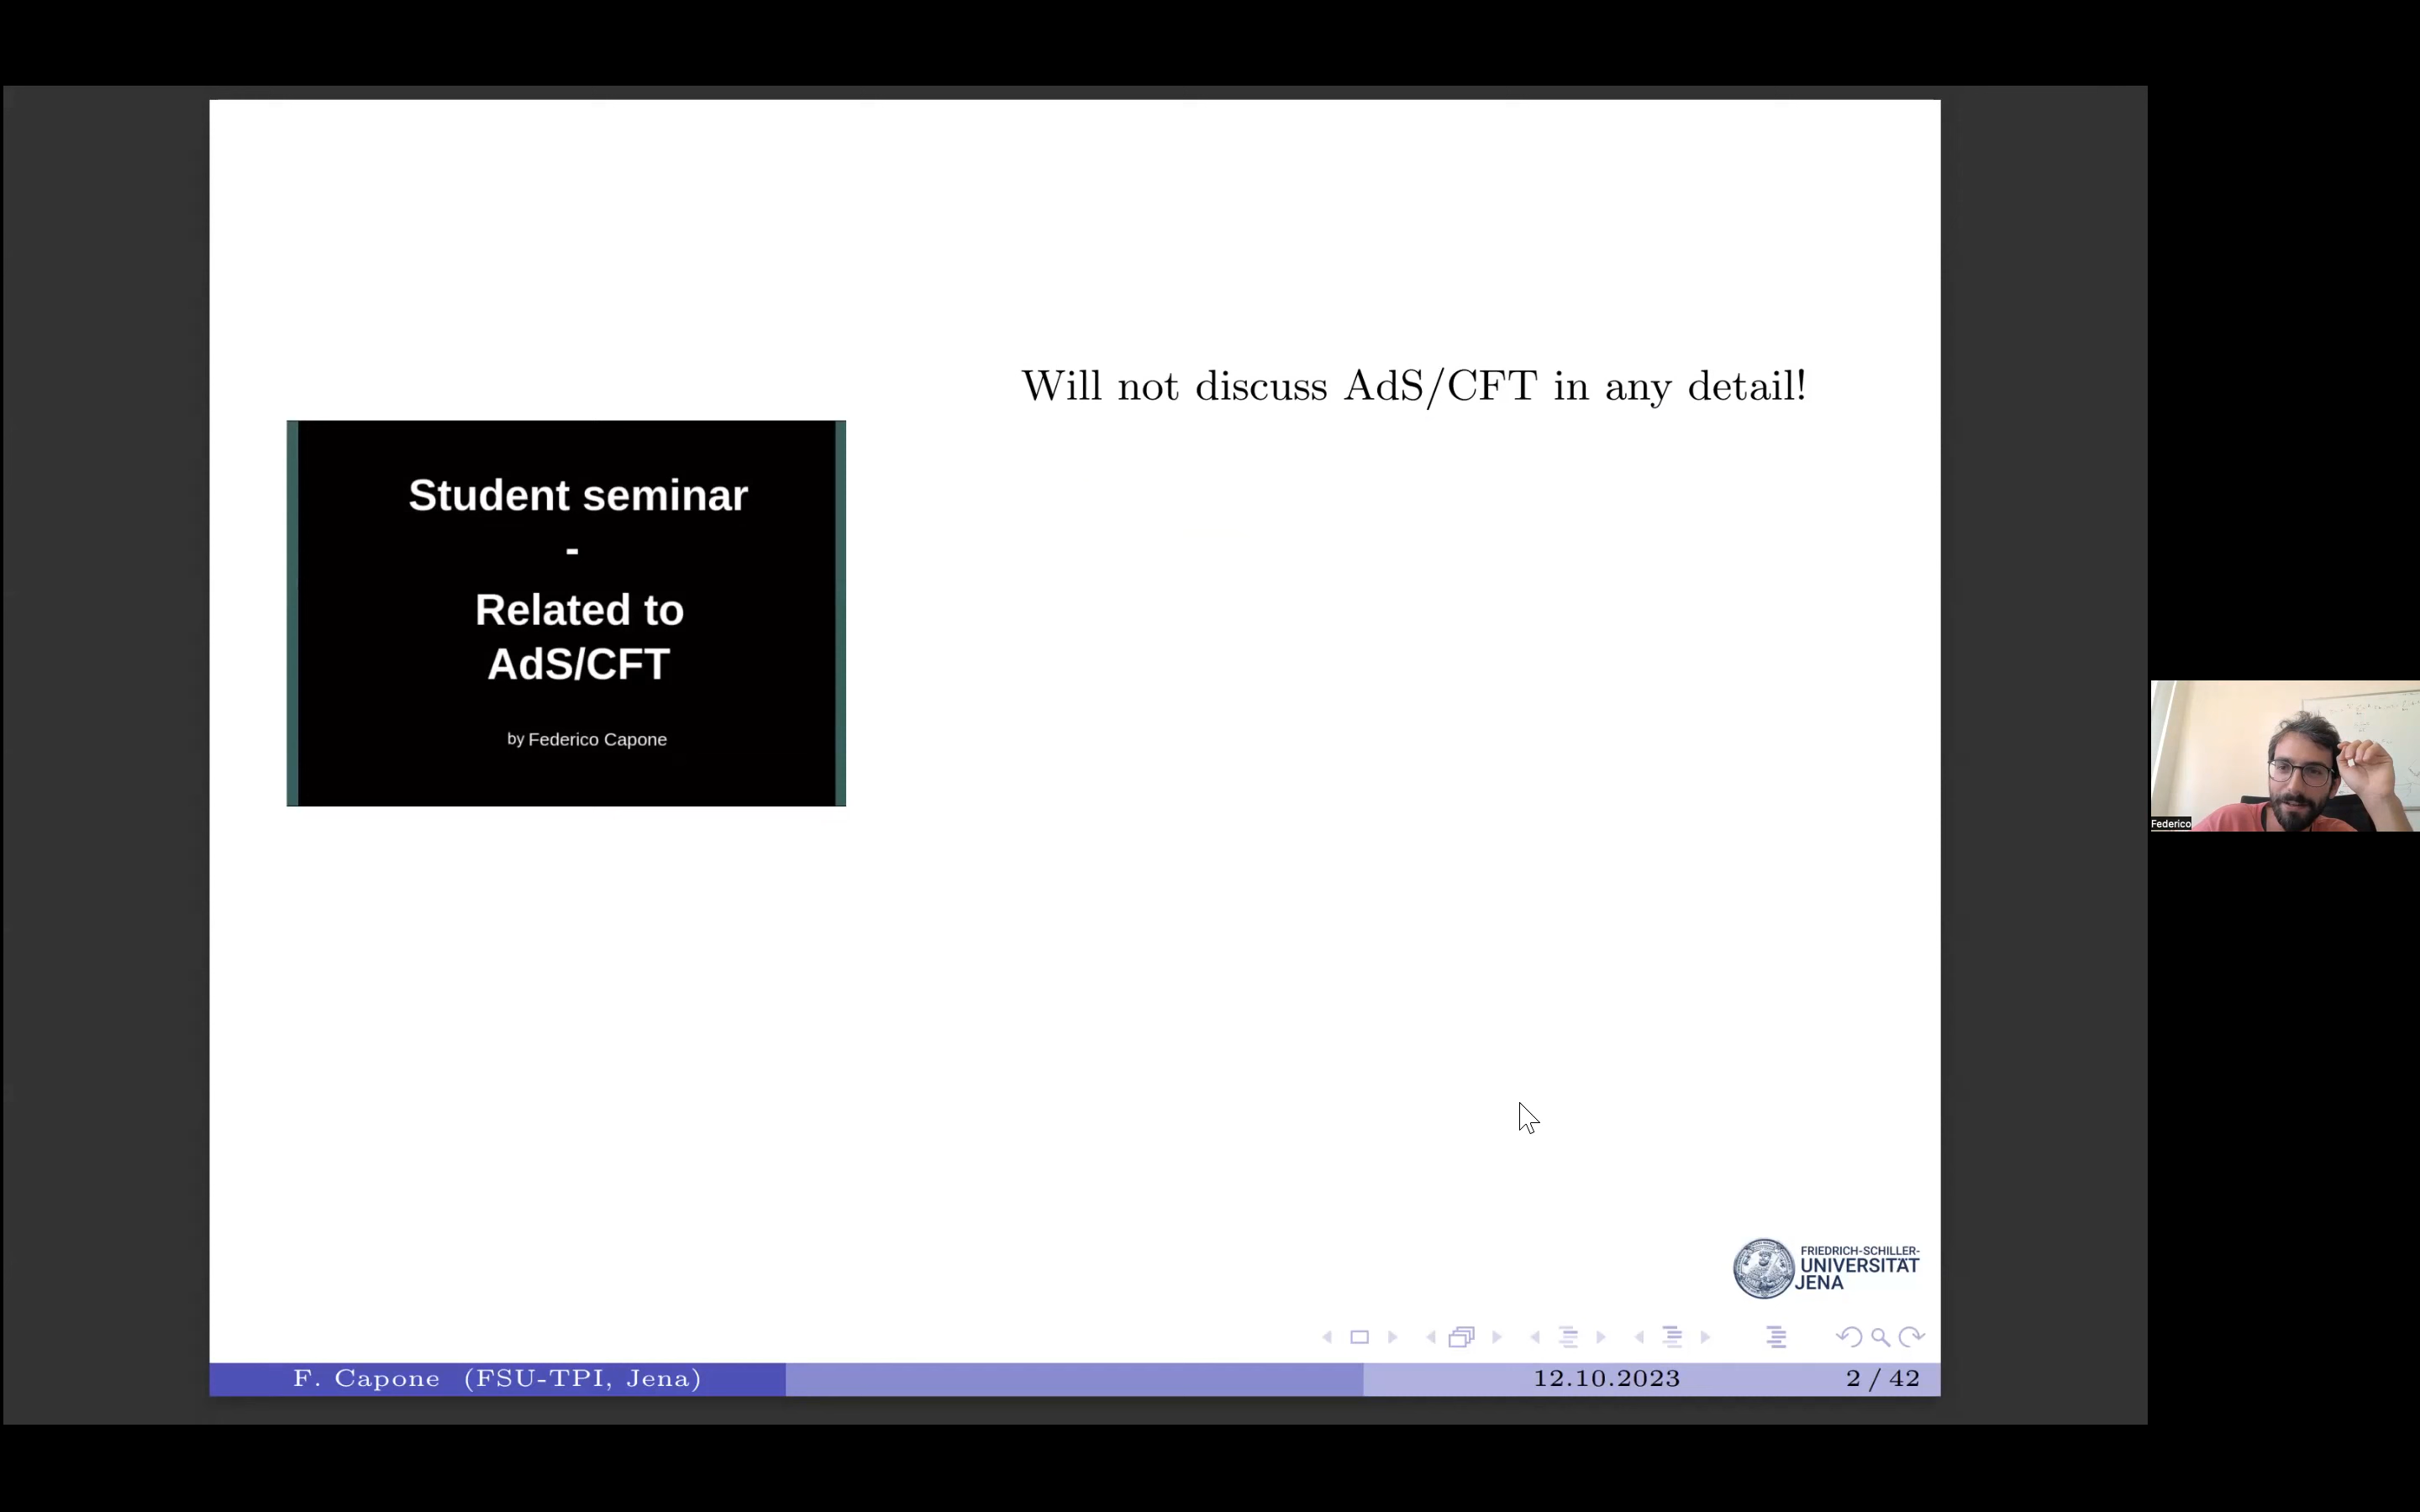 Will not discuss AdS/CFT in any detail!
Student seminar
-
Related to
AdS/CFT
by Federico Capone
Federico
FRIEDRICH-SCHILLER-
UNIVERSITÄT
JENA
F. Capone (FSU-TPI, Jena)
12.10.2023
2 / 42